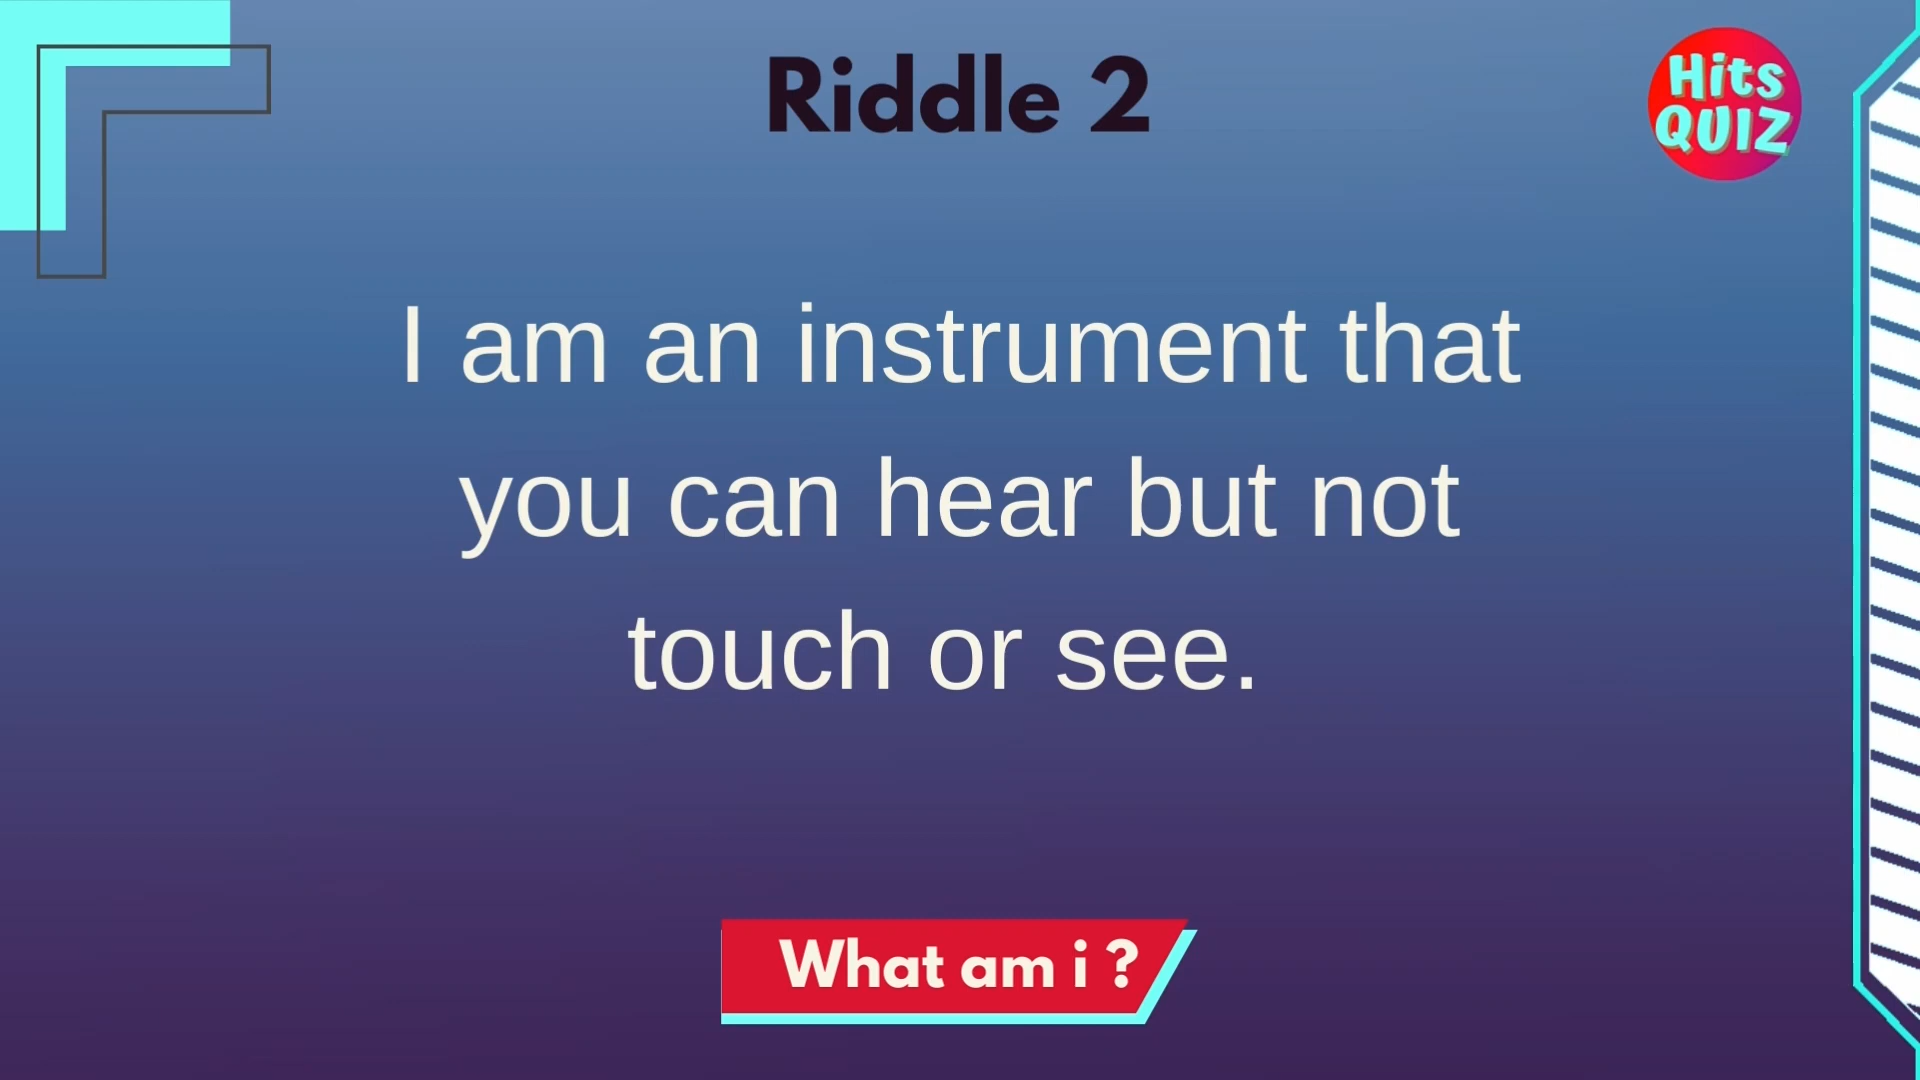 Riddle 2
Hits
QUIZ
I am an instrument that
you can hear but not
touch or see.
What am i ?